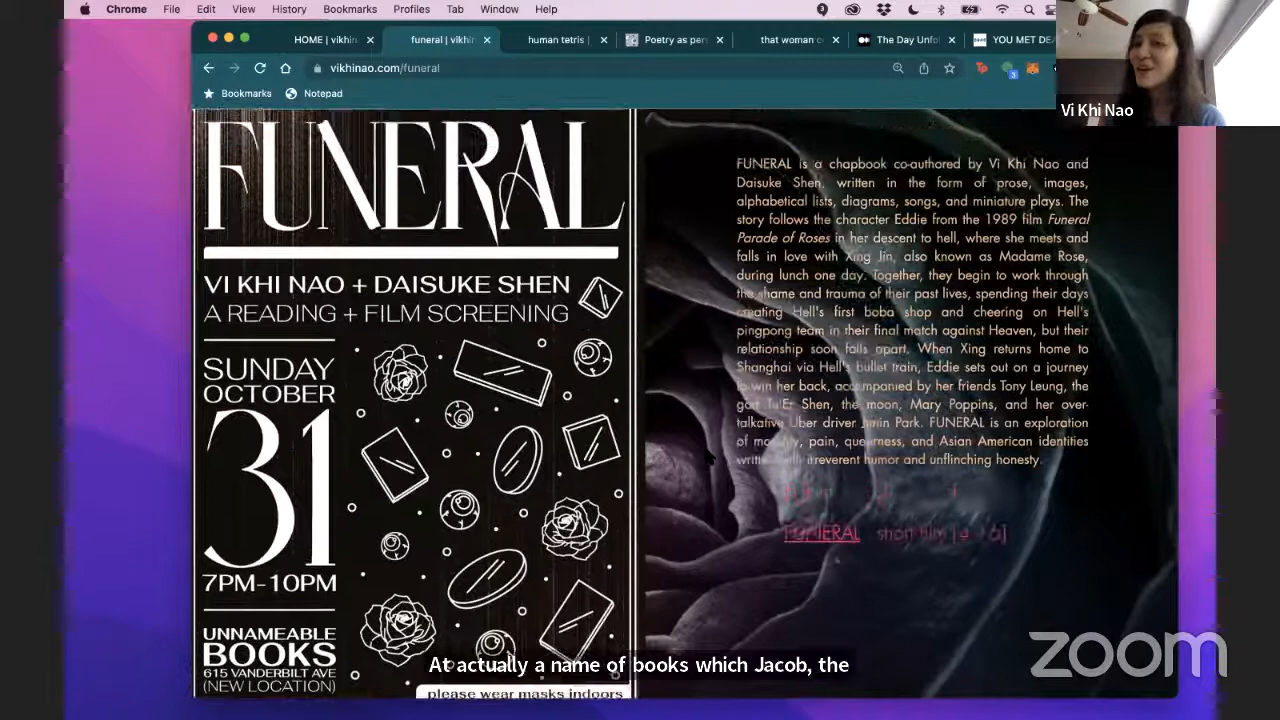 Chrome File Edit View History Bookmarks Profiles Tab Window Help
HOME | vikhin
funeral | vikhin
human tetris |
Poetry as per
that woman c
The Day Unfo
YOU MET DEA
vikhinao.com/funeral
Bookmarks Notepad
Vi Khi Nao
FUNERAL
VI KHI NAO + DAISUKE SHEN
A READING + FILM SCREENING
SUNDAY
OCTOBER
31
7PM-10PM
UNNAMEABLE
BOOKS
615 VANDERBILT AVE
(NEW LOCATION)
please wear masks indoors
FUNERAL is a chapbook co-authored by Vi Khi Nao and
Daisuke Shen, written in the form of prose, images,
alphabetical lists, diagrams, songs, and miniature plays. The
story follows the character Eddie from the 1989 film Funeral
Parade of Roses in her descent to hell, where she meets and
falls in love with Xing Jin, also known as Madame Rose,
during lunch one day. Together, they begin to work through
the shame and trauma of their past lives, spending their days
creating Hell's first boba shop and cheering on Hell's
pingpong team in their final match against Heaven, but their
relationship soon falls apart. When Xing returns home to
Shanghai via Hell's bullet train, Eddie sets out on a journey
to win her back, accompanied by her friends Tony Leung, the
god Tu'Er Shen, the moon, Mary Poppins, and her over-
talkative Uber driver Jimin Park. FUNERAL is an exploration
of pain, queerness, and Asian American identities
irreverent humor and unflinching honesty.
FUNERAL short film
At actually a name of books which Jacob, the
zoom